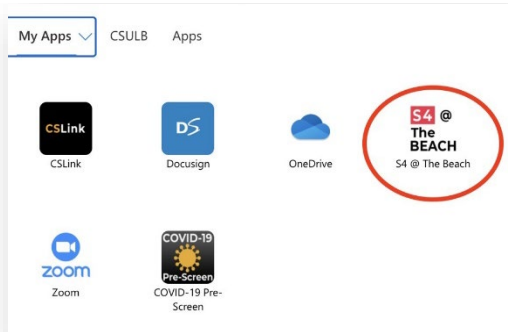 My Apps CSULB Apps
CSLink
DS
S4 @
The
BEACH
CSLink Docusign OneDrive S4 @ The Beach
zoom
COVID-19
Pre-Screen
Zoom COVID-19 Pre-
Screen